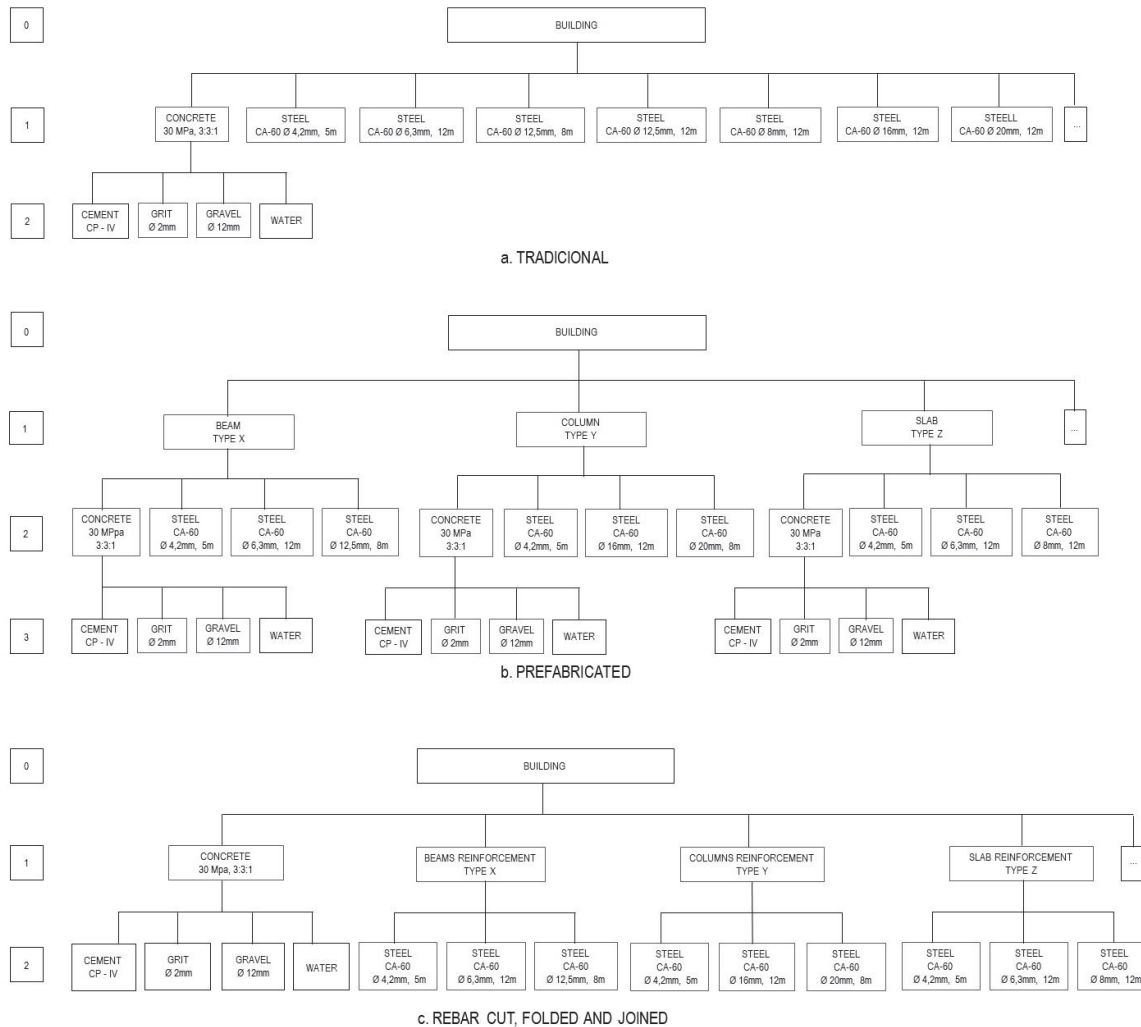 0
BUILDING
1
CONCRETE
30 MPa, 3:3:1
STEEL
CA-60 Ø 4,2mm, 5m
STEEL
CA-60 Ø 6,3mm, 12m
STEEL
CA-60 Ø 12,5mm, 8m
STEEL
CA-60 Ø 12,5mm, 12m
STEEL
CA-60 Ø 8mm, 12m
STEEL
CA-60 Ø 16mm, 12m
STEELL
CA-60 Ø 20mm, 12m
...
2
CEMENT
CP - IV
GRIT
Ø 2mm
GRAVEL
Ø 12mm
WATER
a. TRADICIONAL
0
BUILDING
1
BEAM
TYPE X
COLUMN
TYPE Y
SLAB
TYPE Z
...
2
CONCRETE
30 MPpa
3:3:1
STEEL
CA-60
Ø 4,2mm, 5m
STEEL
CA-60
Ø 6,3mm, 12m
STEEL
CA-60
Ø 12,5mm, 8m
CONCRETE
30 MPa
3:3:1
STEEL
CA-60
Ø 4,2mm, 5m
STEEL
CA-60
Ø 16mm, 12m
STEEL
CA-60
Ø 20mm, 8m
CONCRETE
30 MPa
3:3:1
STEEL
CA-60
Ø 4,2mm, 5m
STEEL
CA-60
Ø 6,3mm, 12m
STEEL
CA-60
Ø 8mm, 12m
3
CEMENT
CP - IV
GRIT
Ø 2mm
GRAVEL
Ø 12mm
WATER
CEMENT
CP - IV
GRIT
Ø 2mm
GRAVEL
Ø 12mm
WATER
CEMENT
CP - IV
GRIT
Ø 2mm
GRAVEL
Ø 12mm
WATER
b. PREFABRICATED
0
BUILDING
1
CONCRETE
30 Mpa, 3:3:1
BEAMS REINFORCEMENT
TYPE X
COLUMNS REINFORCEMENT
TYPE Y
SLAB REINFORCEMENT
TYPE Z
...
2
CEMENT
CP - IV
GRIT
Ø 2mm
GRAVEL
Ø 12mm
WATER
STEEL
CA-60
Ø 4,2mm, 5m
STEEL
CA-60
Ø 6,3mm, 12m
STEEL
CA-60
Ø 12,5mm, 8m
STEEL
CA-60
Ø 4,2mm, 5m
STEEL
CA-60
Ø 16mm, 12m
STEEL
CA-60
Ø 20mm, 8m
STEEL
CA-60
Ø 4,2mm, 5m
STEEL
CA-60
Ø 6,3mm, 12m
STEEL
CA-60
Ø 8mm, 12m
c. REBAR CUT, FOLDED AND JOINED